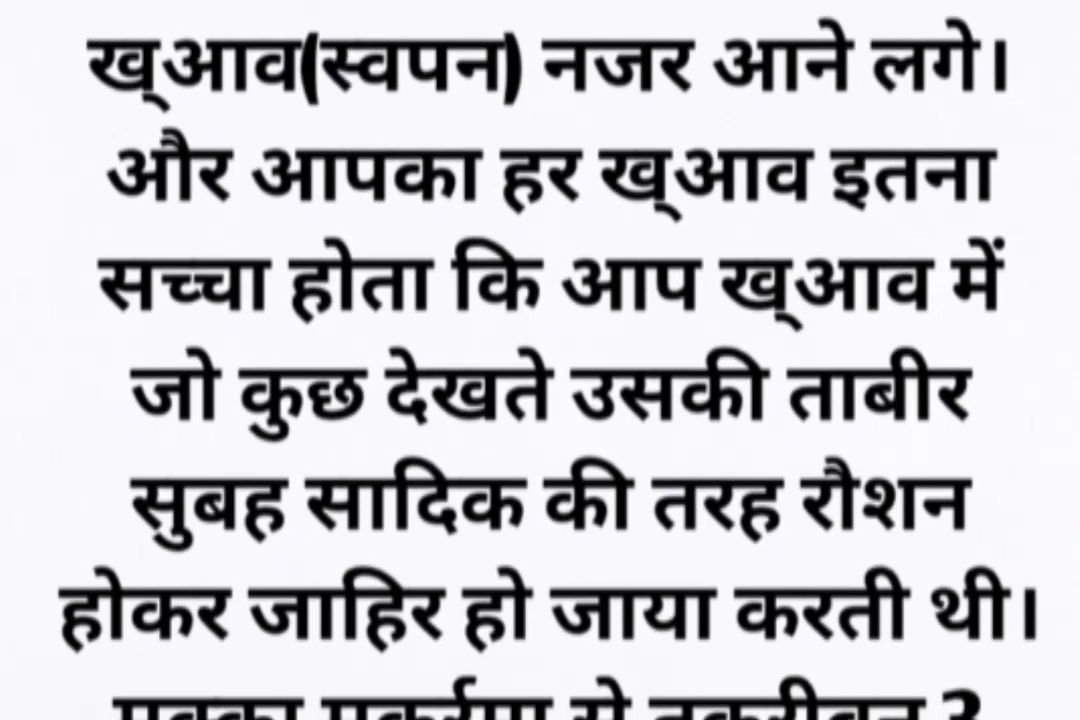 ख्‌आव(स्वपन) नजर आने लगे।
और आपका हर ख्‌आव इतना
सच्चा होता कि आप ख्‌आव में
जो कुछ देखते उसकी ताबीर
सुबह सादिक की तरह रौशन
होकर जाहिर हो जाया करती थी।